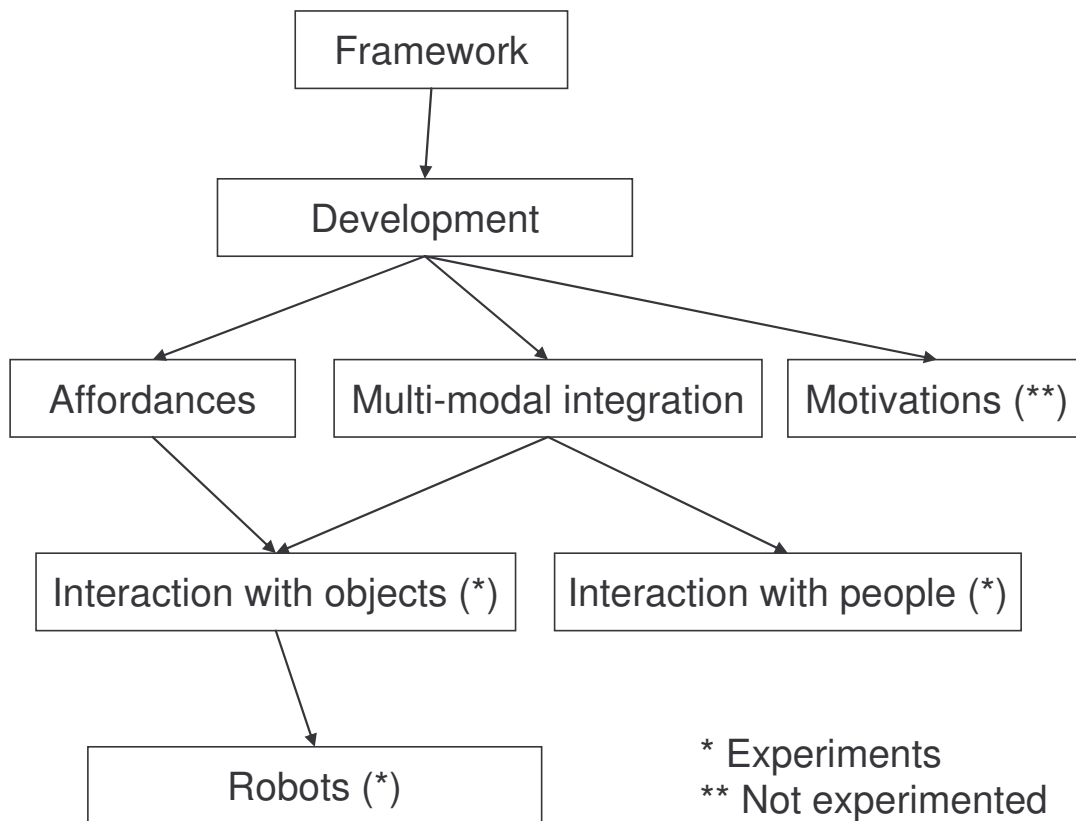 Framework
Development
Affordances
Multi-modal integration
Motivations (**)
Interaction with objects (*)
Interaction with people (*)
Robots (*)
* Experiments
** Not experimented